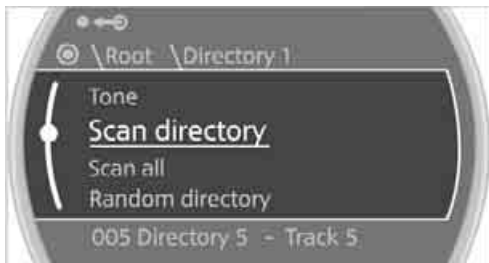 \Root \Directory 1
Tone
Scan directory
Scan all
Random directory
005 Directory 5 - Track 5